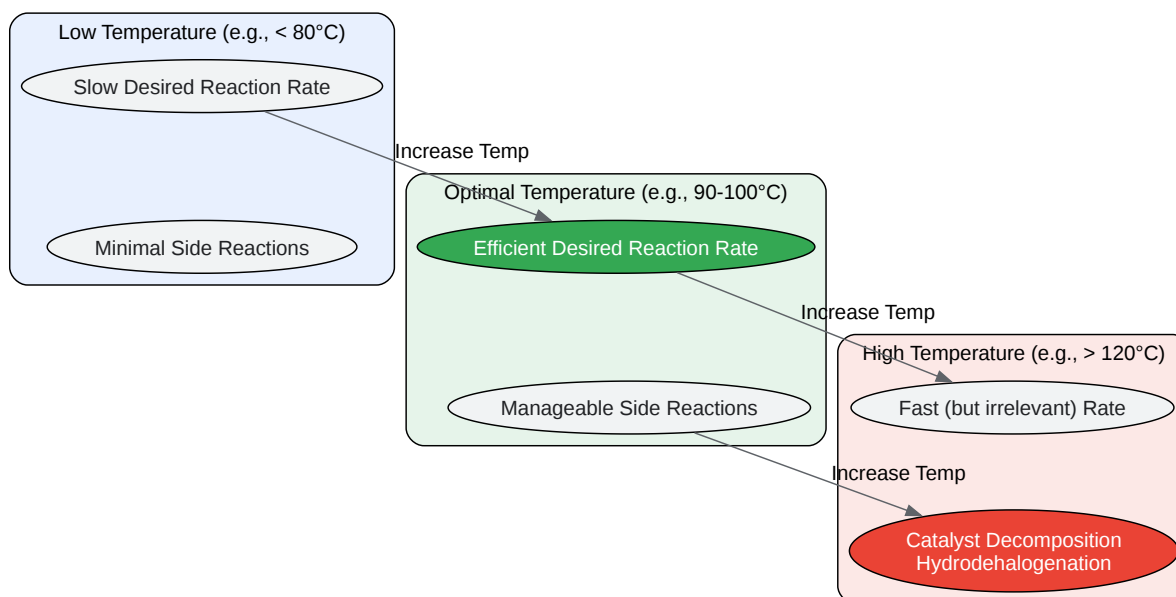 Low Temperature (e.g., < 80°C)
Slow Desired Reaction Rate
Minimal Side Reactions
Increase Temp
Optimal Temperature (e.g., 90-100°C)
Efficient Desired Reaction Rate
Manageable Side Reactions
Increase Temp
High Temperature (e.g., > 120°C)
Fast (but irrelevant) Rate
Increase Temp
Catalyst Decomposition
Hydrodehalogenation